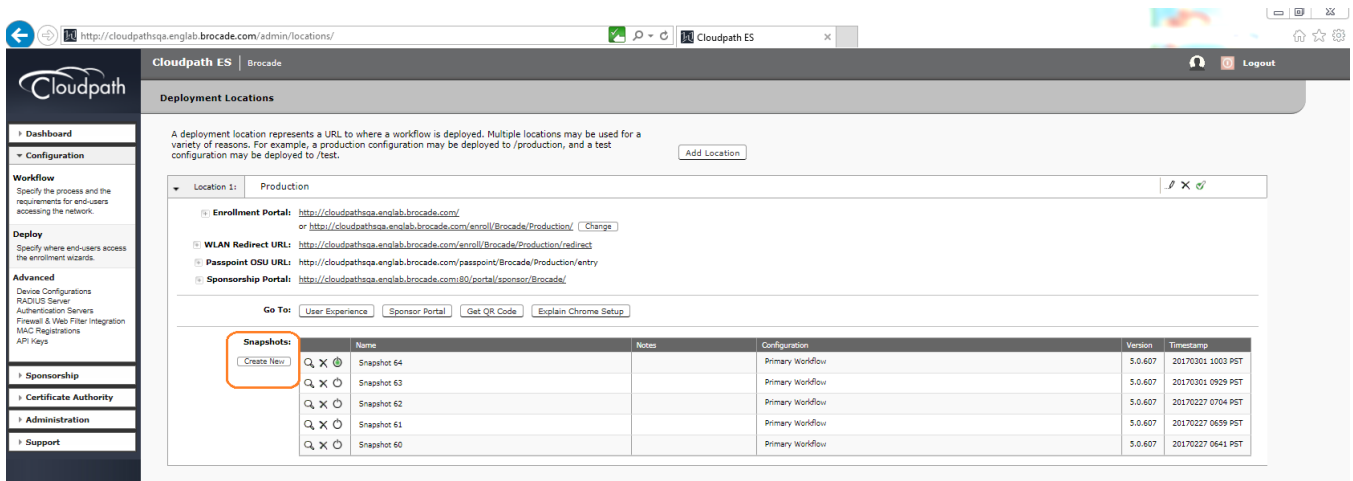 http://cloudpathsqa.englab.brocade.com/admin/locations/
Cloudpath ES
Cloudpath
Cloudpath ES | Brocade
Logout
Deployment Locations
Dashboard
Configuration
Workflow
Specify the process and the
requirements for end-users
accessing the network.
Deploy
Specify where end-users access
the enrollment wizards.
Advanced
Device Configurations
RADIUS Server
Authentication Servers
Firewall & Web Filter Integration
MAC Registrations
API Keys
Sponsorship
Certificate Authority
Administration
Support
A deployment location represents a URL to where a workflow is deployed. Multiple locations may be used for a
variety of reasons. For example, a production configuration may be deployed to /production, and a test
configuration may be deployed to /test.
Add Location
Location 1: Production
Enrollment Portal: http://cloudpathsqa.englab.brocade.com/
or http://cloudpathsqa.englab.brocade.com/enroll/Brocade/Production/ Change
WLAN Redirect URL: http://cloudpathsqa.englab.brocade.com/enroll/Brocade/Production/redirect
Passpoint OSU URL: http://cloudpathsqa.englab.brocade.com/passpoint/Brocade/Production/entry
Sponsorship Portal: http://cloudpathsqa.englab.brocade.com:80/portal/sponsor/Brocade/
Go To: User Experience Sponsor Portal Get QR Code Explain Chrome Setup
Snapshots:
Create New
Name Notes Configuration Version Timestamp
Snapshot 64 Primary Workflow 5.0.607 20170301 1003 PST
Snapshot 63 Primary Workflow 5.0.607 20170301 0929 PST
Snapshot 62 Primary Workflow 5.0.607 20170227 0704 PST
Snapshot 61 Primary Workflow 5.0.607 20170227 0659 PST
Snapshot 60 Primary Workflow 5.0.607 20170227 0641 PST